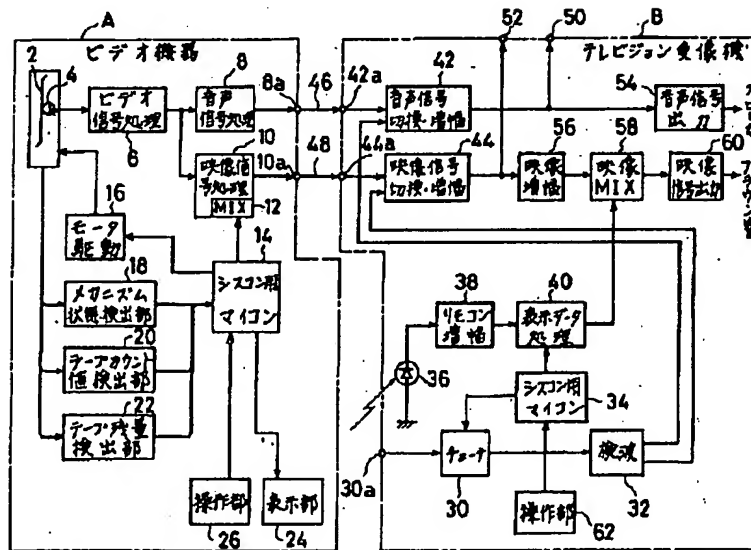 A
ビデオ機器
2
4
ビデオ
信号処理
6
8
音声
信号処理
8a
10
映像信
号処理
MIX
10a
12
16
モータ
駆動
14
シスコン用
マイコン
18
メカニズム
状態検出部
20
テープカウント
値検出部
22
テープ残量
検出部
操作部
26
表示部
24
46
48
52
50
B
テレビジョン受像機
42a
42
音声信号
切換・増幅
44a
44
映像信号
切換・増幅
54
音声信号
出力
56
映像
増幅
58
映像
MIX
60
映像
信号出力
ブラウン管
38
リモコン
増幅
40
表示データ
処理
36
シスコン用
マイコン
34
30a
チューナ
30
検波
32
操作部
62